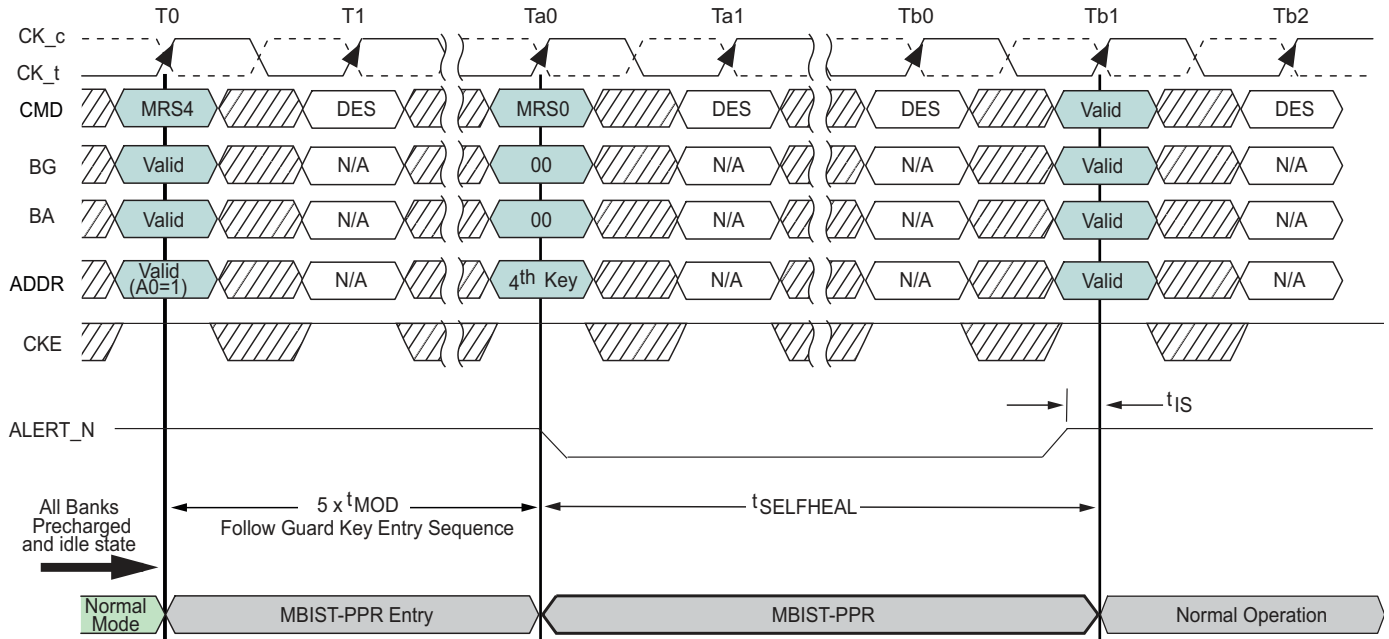 T0 T1 Ta0 Ta1 Tb0 Tb1 Tb2
CK_c
CK_t
CMD MRS4 DES MRS0 DES DES Valid DES
BG Valid N/A 00 N/A N/A Valid N/A
BA Valid N/A 00 N/A N/A Valid N/A
ADDR Valid (A0=1) N/A 4th Key N/A N/A Valid N/A
CKE
tIS
ALERT_N
All Banks
Precharged
and idle state
5 x tMOD
Follow Guard Key Entry Sequence
tSELFHEAL
Normal
Mode
MBIST-PPR Entry MBIST-PPR Normal Operation